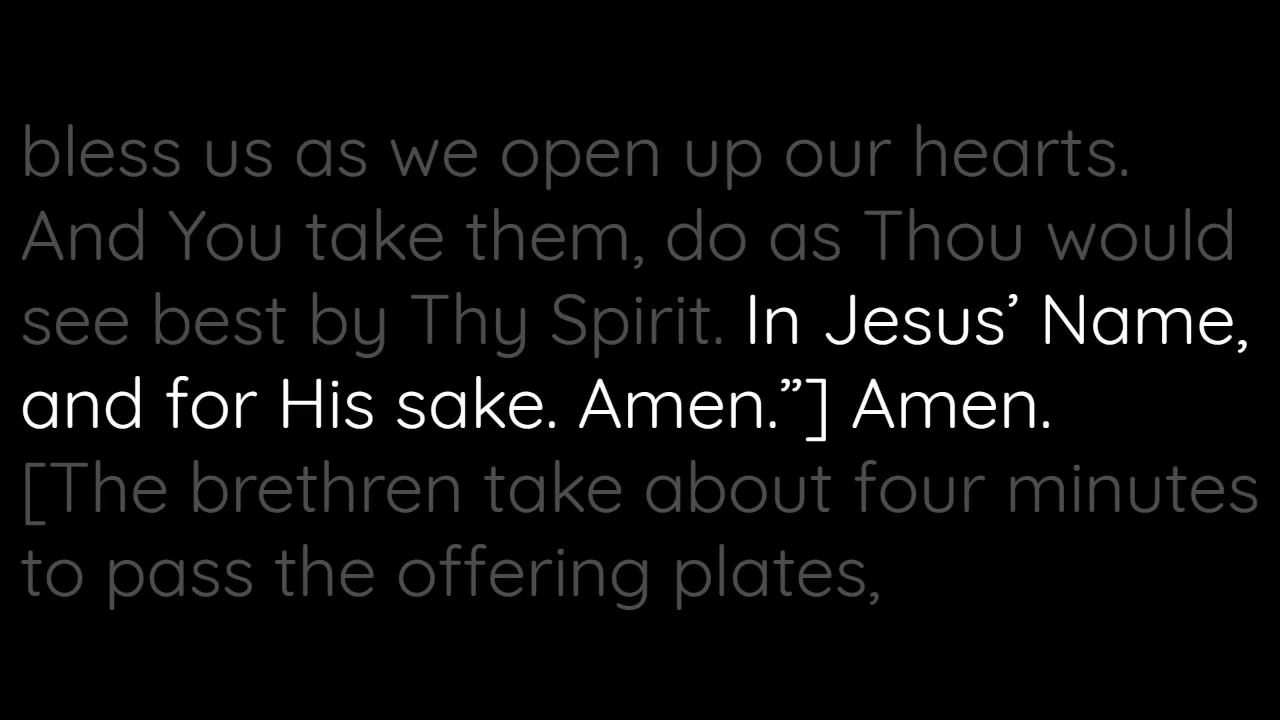 bless us as we open up our hearts.
And You take them, do as Thou would
see best by Thy Spirit. In Jesus’ Name,
and for His sake. Amen.”] Amen.
[The brethren take about four minutes
to pass the offering plates,